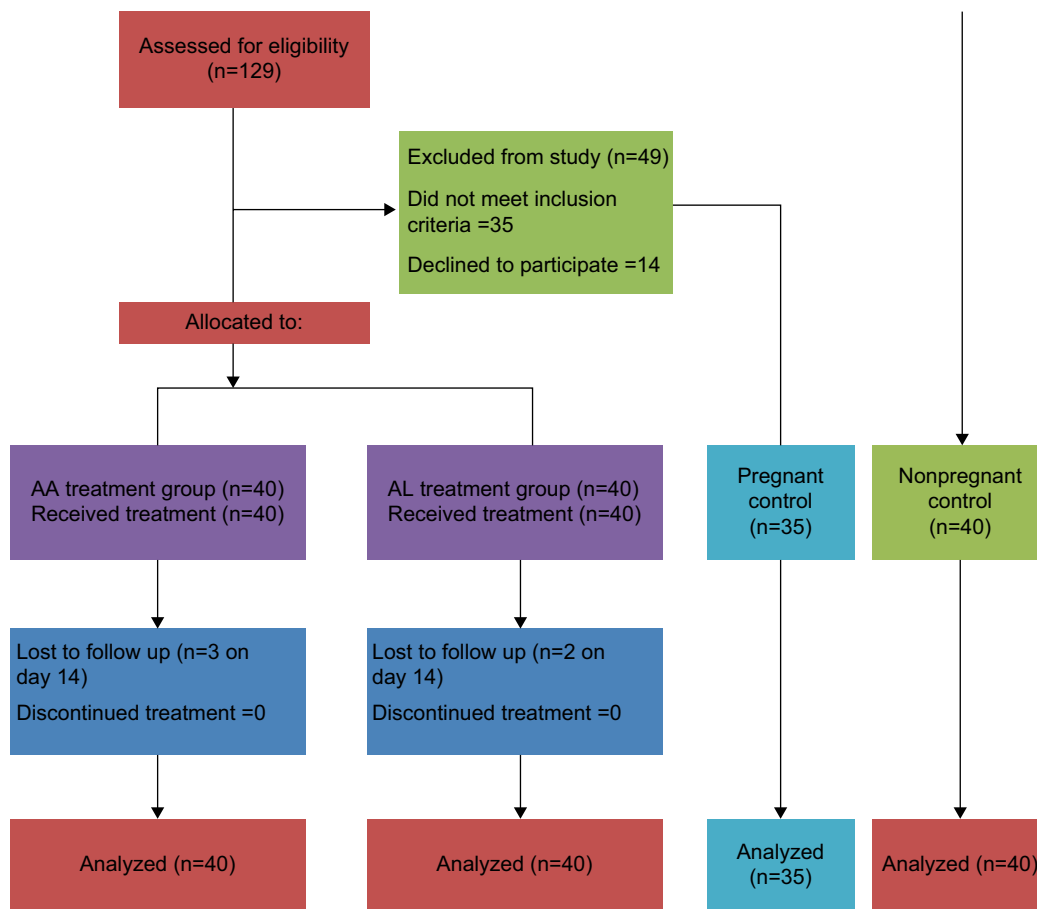 Assessed for eligibility
(n=129)
Excluded from study (n=49)
Did not meet inclusion
criteria =35
Declined to participate =14
Allocated to:
AA treatment group (n=40)
Received treatment (n=40)
AL treatment group (n=40)
Received treatment (n=40)
Pregnant
control
(n=35)
Nonpregnant
control
(n=40)
Lost to follow up (n=3 on
day 14)
Discontinued treatment =0
Lost to follow up (n=2 on
day 14)
Discontinued treatment =0
Analyzed (n=40)
Analyzed (n=40)
Analyzed
(n=35)
Analyzed (n=40)